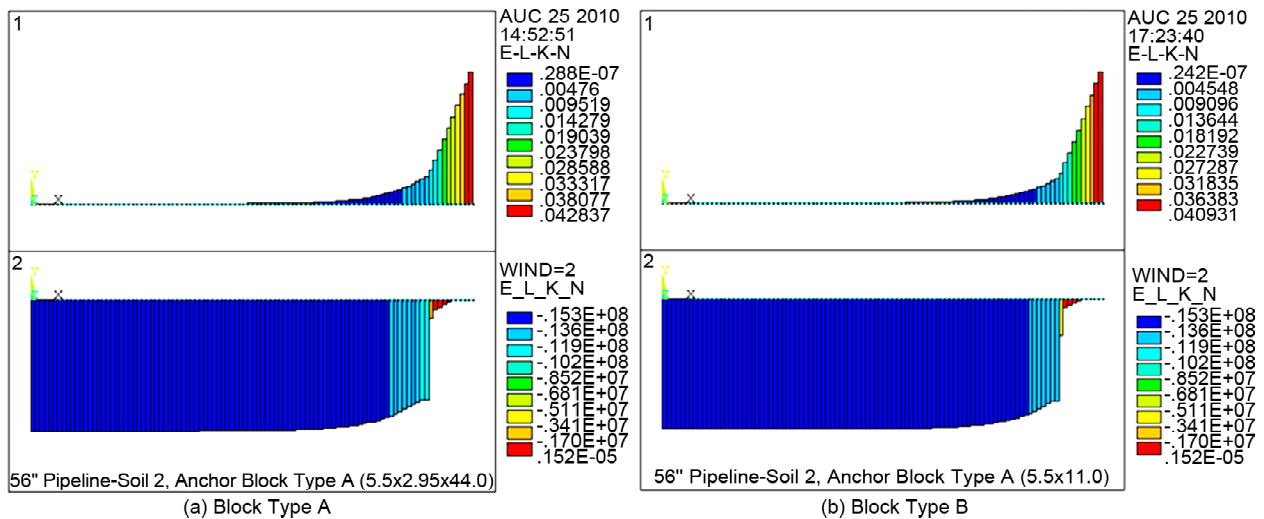 1
AUC 25 2010
14:52:51
E-L-K-N
.288E-07
.00476
.009519
.014279
.019039
.023798
.028588
.033317
.038077
.042837
Y
Z
X
2
WIND=2
E_L_K_N
-.153E+08
-.136E+08
-.119E+08
-.102E+08
-.852E+07
-.681E+07
-.511E+07
-.341E+07
-.170E+07
.152E-05
Y
Z
X
56" Pipeline-Soil 2, Anchor Block Type A (5.5x2.95x44.0)
(a) Block Type A
1
AUC 25 2010
17:23:40
E-L-K-N
.242E-07
.004548
.009096
.013644
.018192
.022739
.027287
.031835
.036383
.040931
Y
Z
X
2
WIND=2
E_L_K_N
-.153E+08
-.136E+08
-.119E+08
-.102E+08
-.852E+07
-.681E+07
-.511E+07
-.341E+07
-.170E+07
.152E-05
Y
Z
X
56" Pipeline-Soil 2, Anchor Block Type A (5.5x11.0)
(b) Block Type B